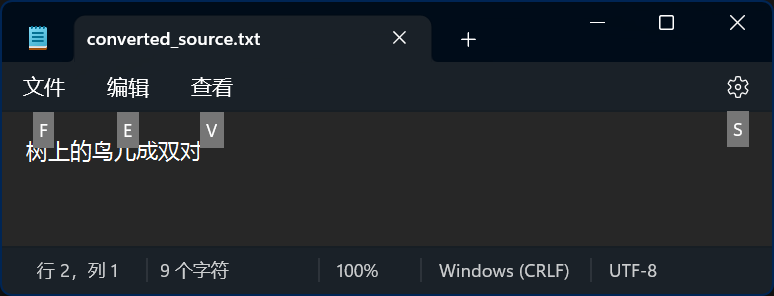 converted_source.txt
文件 编辑 查看
F E V S
树上的鸟儿成双对
行 2，列 1 9 个字符 100% Windows (CRLF) UTF-8